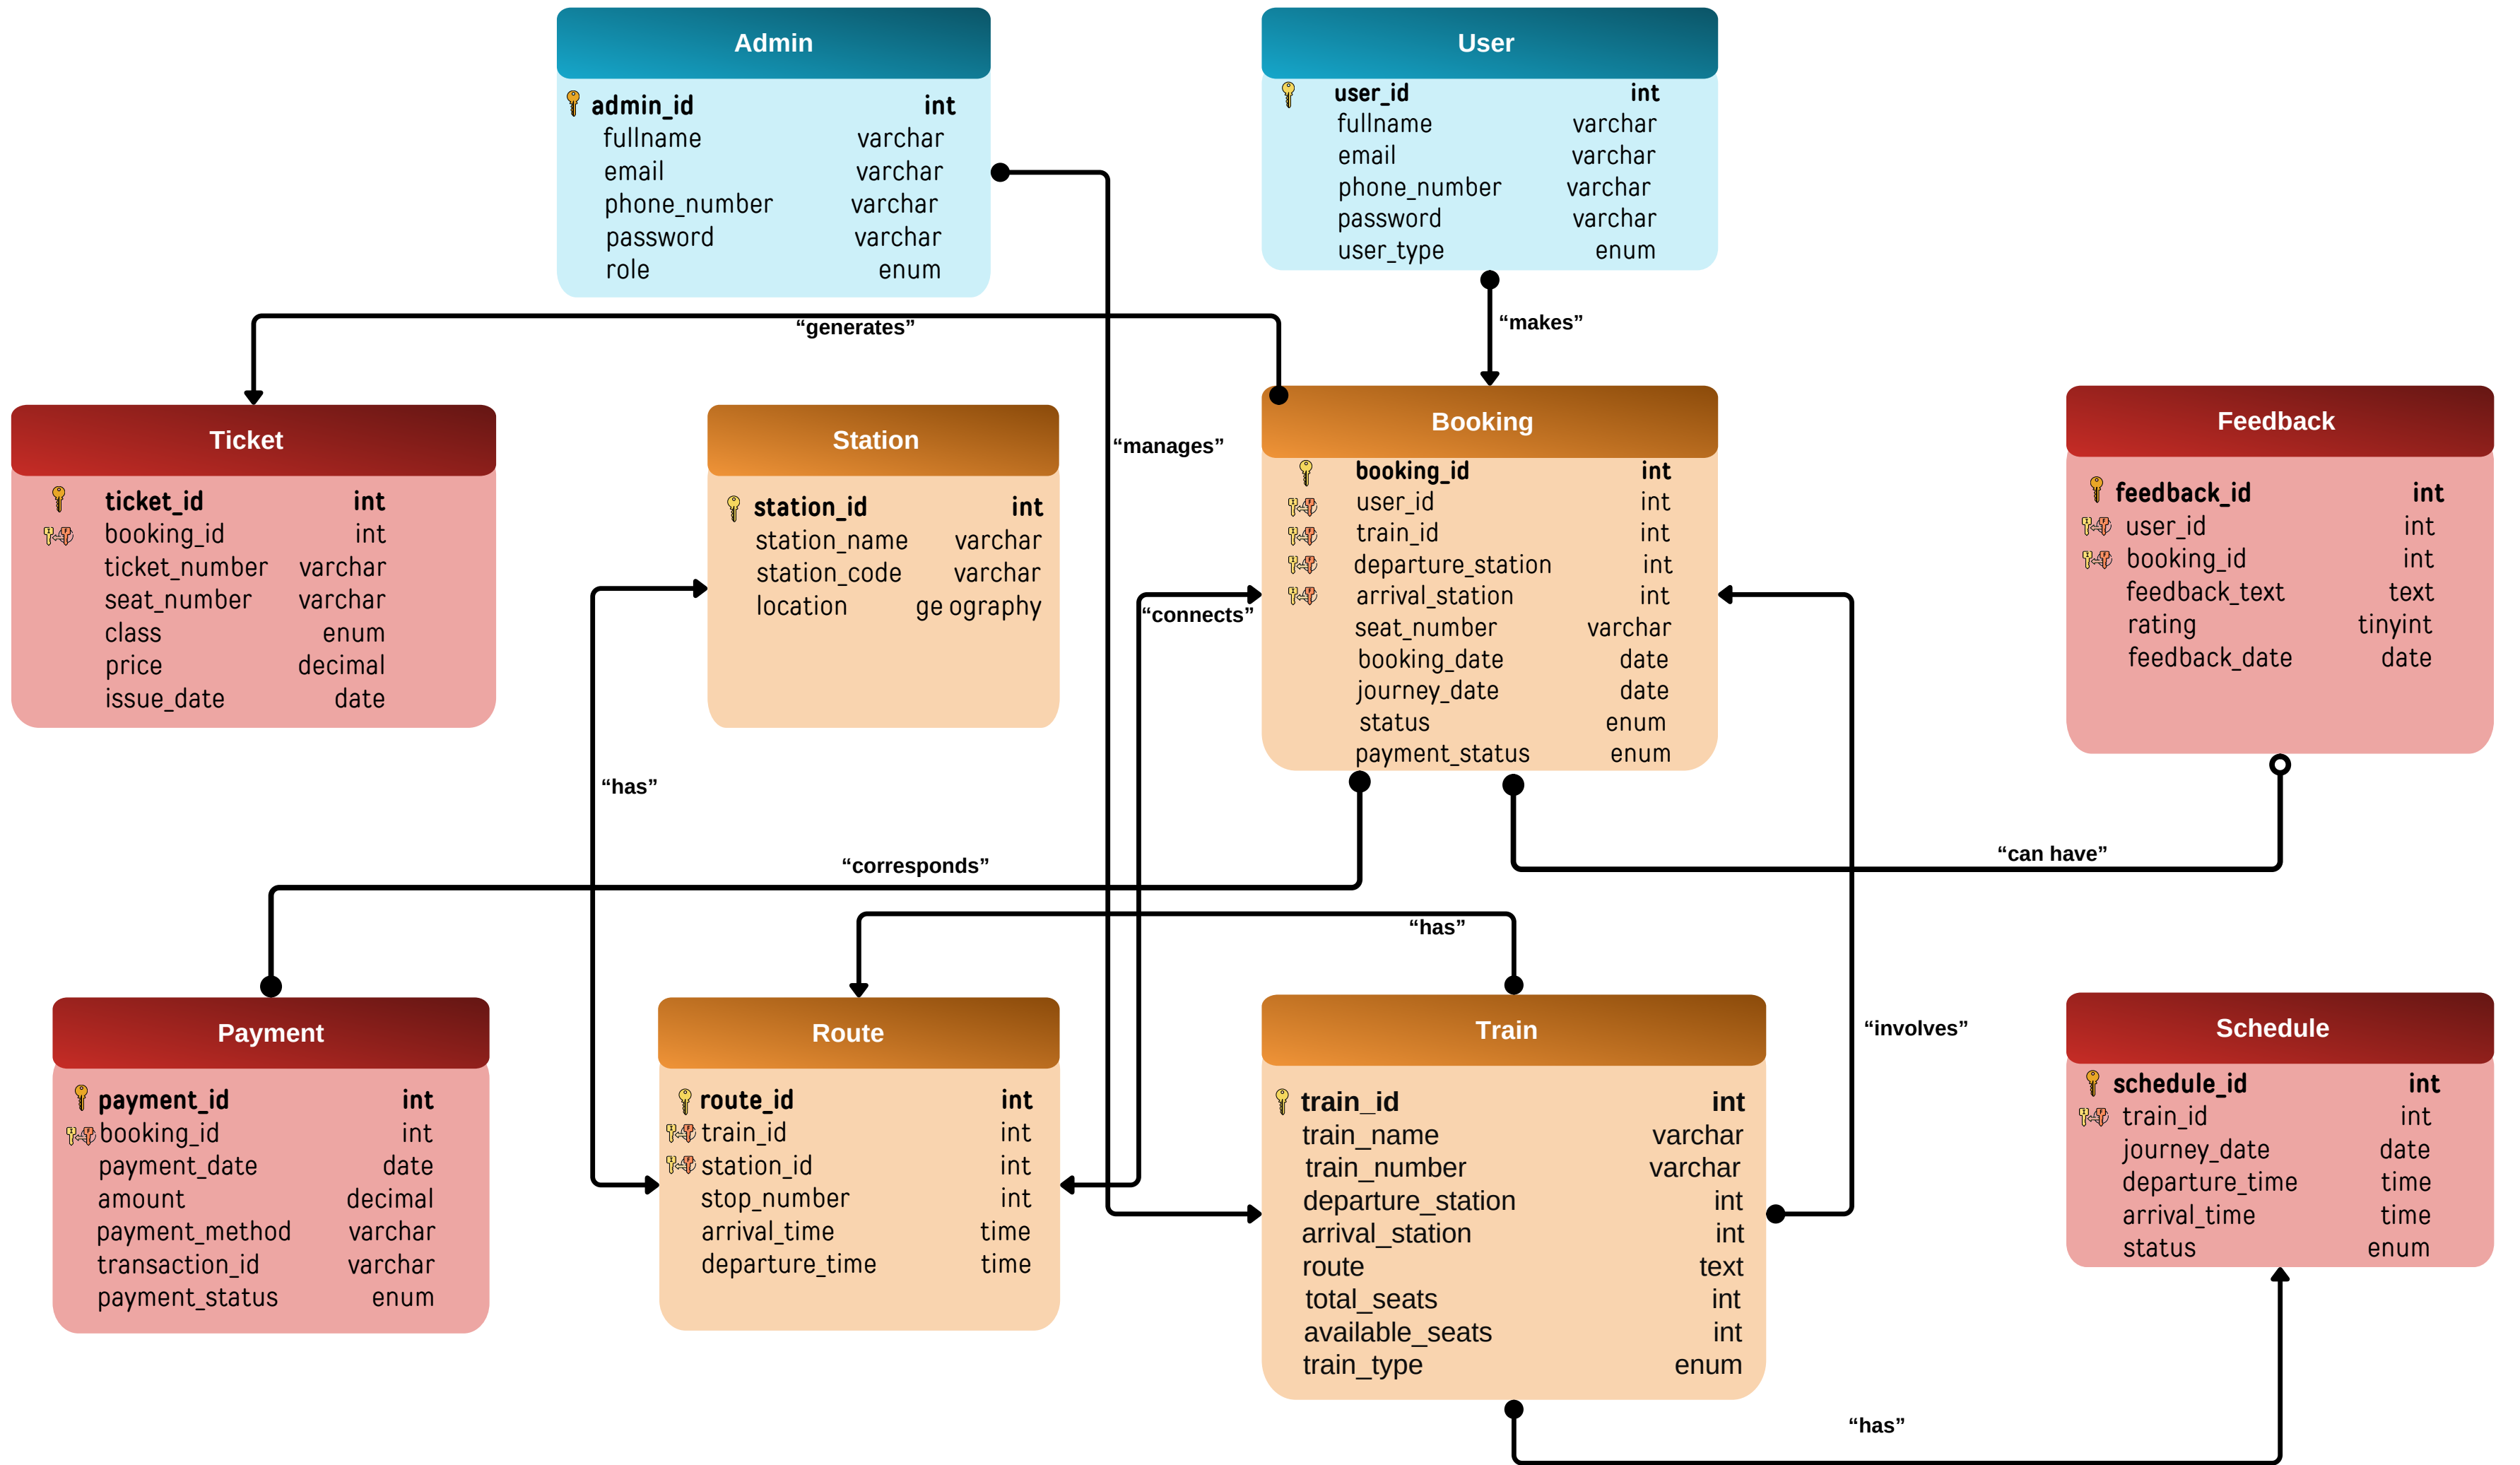 Admin
admin_id int
fullname varchar
email varchar
phone_number varchar
password varchar
role enum
User
user_id int
fullname varchar
email varchar
phone_number varchar
password varchar
user_type enum
“generates”
“makes”
Ticket
ticket_id int
booking_id int
ticket_number varchar
seat_number varchar
class enum
price decimal
issue_date date
Station
station_id int
station_name varchar
station_code varchar
location ge ography
“manages”
“connects”
Booking
booking_id int
user_id int
train_id int
departure_station int
arrival_station int
seat_number varchar
booking_date date
journey_date date
status enum
payment_status enum
Feedback
feedback_id int
user_id int
booking_id int
feedback_text text
rating tinyint
feedback_date date
“has”
“corresponds”
“can have”
“has”
Payment
payment_id int
booking_id int
payment_date date
amount decimal
payment_method varchar
transaction_id varchar
payment_status enum
Route
route_id int
train_id int
station_id int
stop_number int
arrival_time time
departure_time time
Train
train_id int
train_name varchar
train_number varchar
departure_station int
arrival_station int
route text
total_seats int
available_seats int
train_type enum
“involves”
Schedule
schedule_id int
train_id int
journey_date date
departure_time time
arrival_time time
status enum
“has”